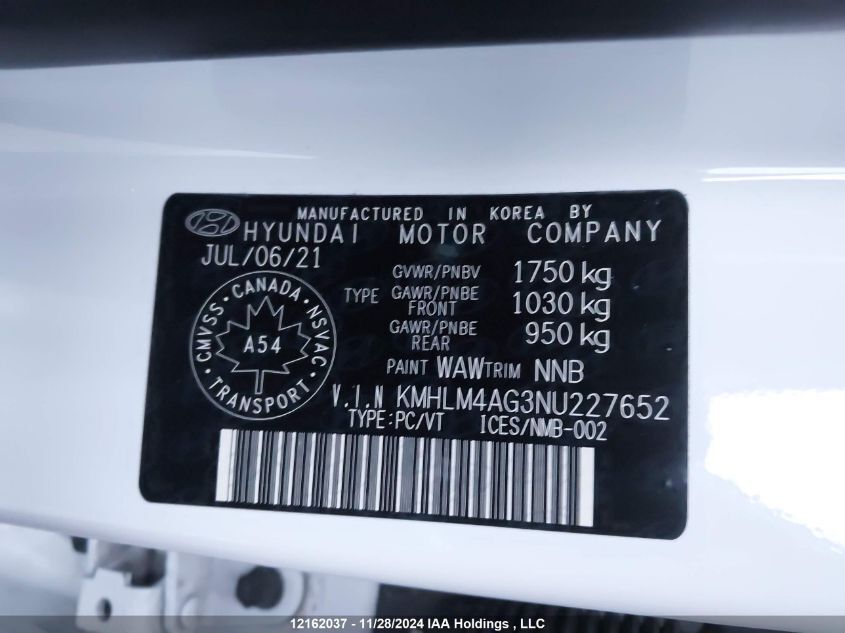 MANUFACTURED IN KOREA BY
HYUNDAI MOTOR COMPANY
JUL/06/21
GVWR/PNBV 1750 kg
TYPE GAWR/PNBE FRONT 1030 kg
GAWR/PNBE REAR 950 kg
CMVSS · CANADA · NSVAC · TRANSPORT ·
A54
PAINT WAW TRIM NNB
V.I.N KMHLM4AG3NU227652
TYPE:PC/VT ICES/NMB-002
12162037 - 11/28/2024 IAA Holdings , LLC